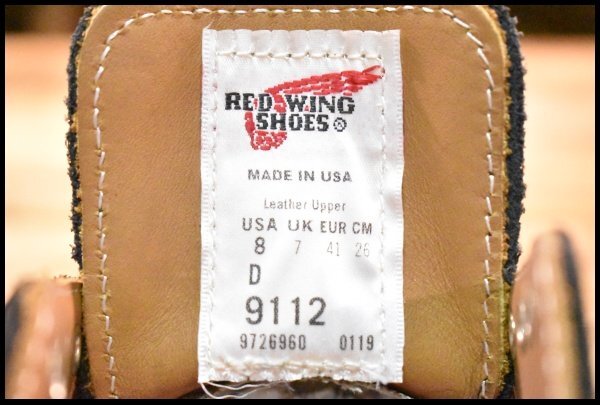 RED WING
SHOES®
MADE IN USA
Leather Upper
USA UK EUR CM
8 7 41 26
D
9112
9726960 0119